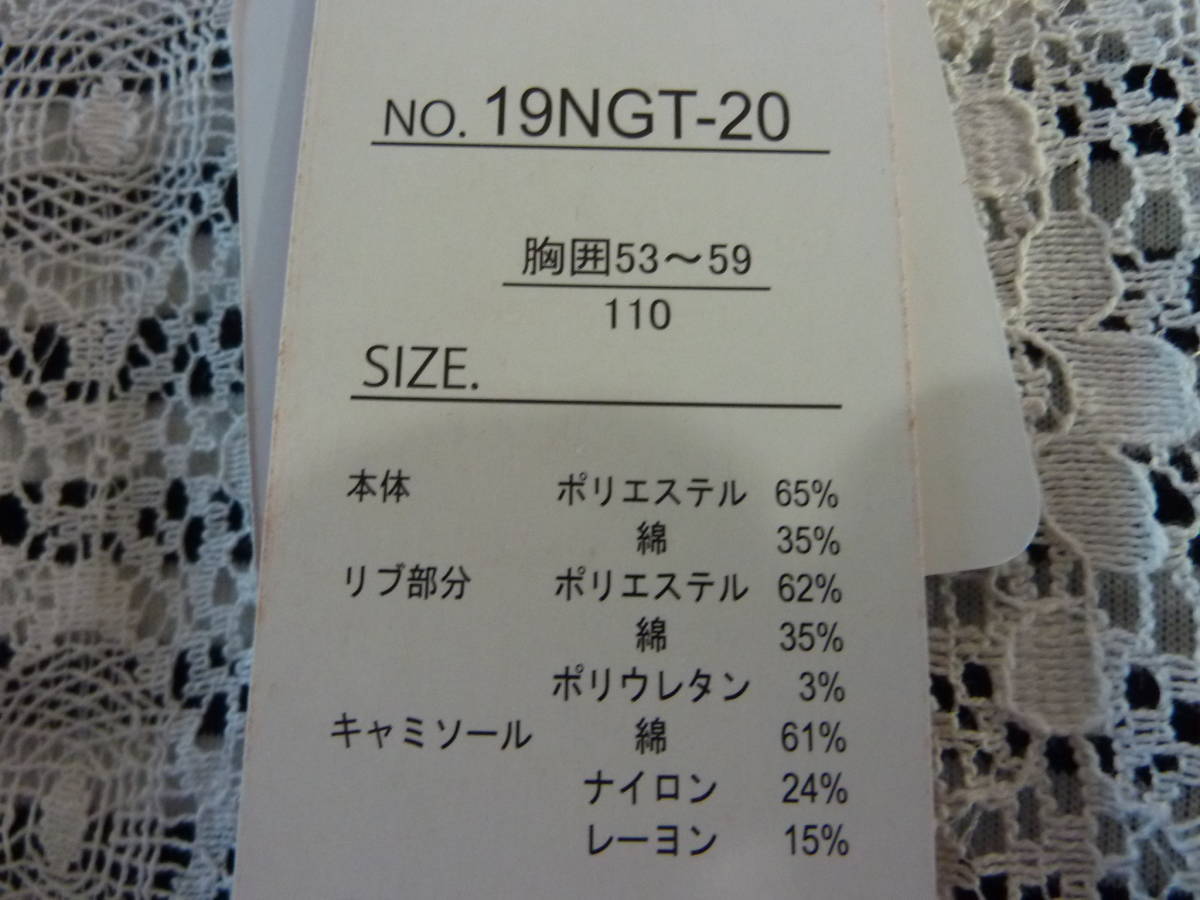 NO. 19NGT-20
胸囲53～59
110
SIZE.
本体 ポリエステル 65%
綿 35%
リブ部分 ポリエステル 62%
綿 35%
ポリウレタン 3%
キャミソール 綿 61%
ナイロン 24%
レーヨン 15%